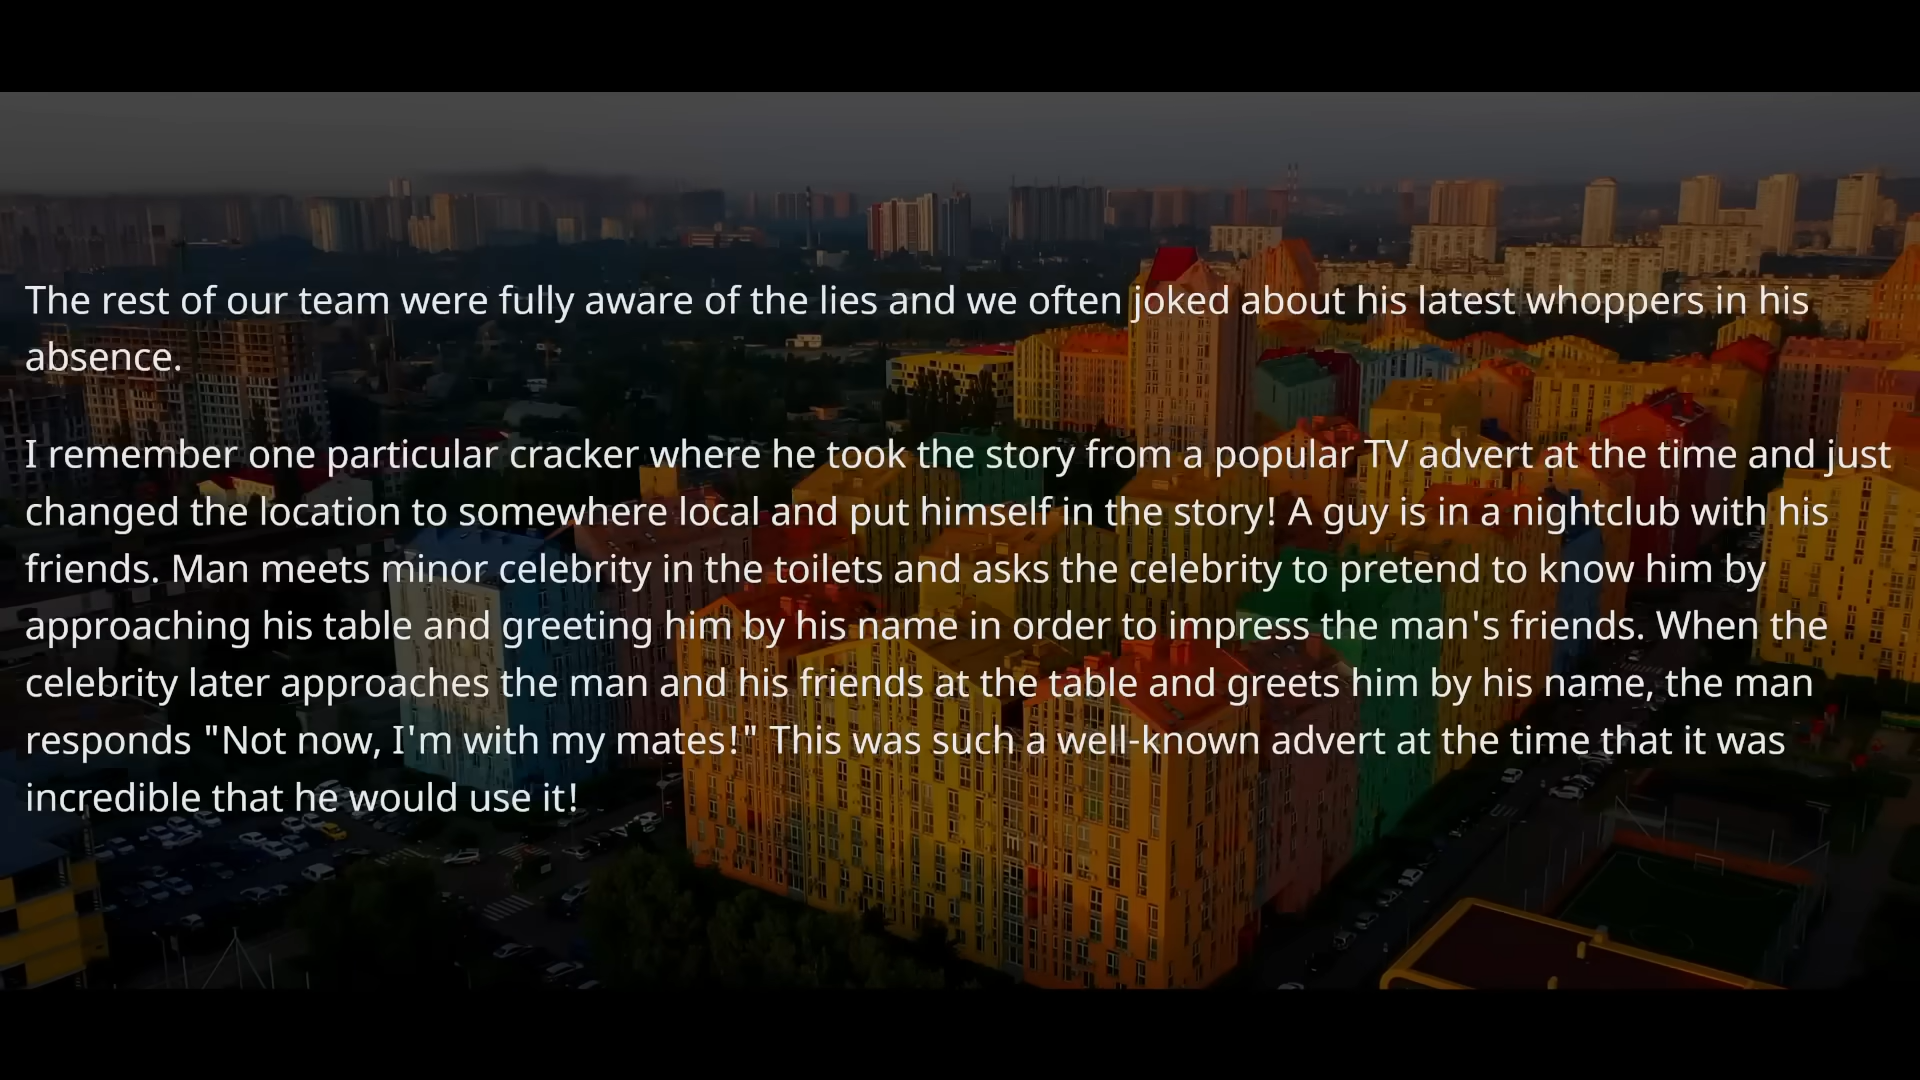 The rest of our team were fully aware of the lies and we often joked about his latest whoppers in his
absence.
I remember one particular cracker where he took the story from a popular TV advert at the time and just
changed the location to somewhere local and put himself in the story! A guy is in a nightclub with his
friends. Man meets minor celebrity in the toilets and asks the celebrity to pretend to know him by
approaching his table and greeting him by his name in order to impress the man's friends. When the
celebrity later approaches the man and his friends at the table and greets him by his name, the man
responds "Not now, I'm with my mates!" This was such a well-known advert at the time that it was
incredible that he would use it!